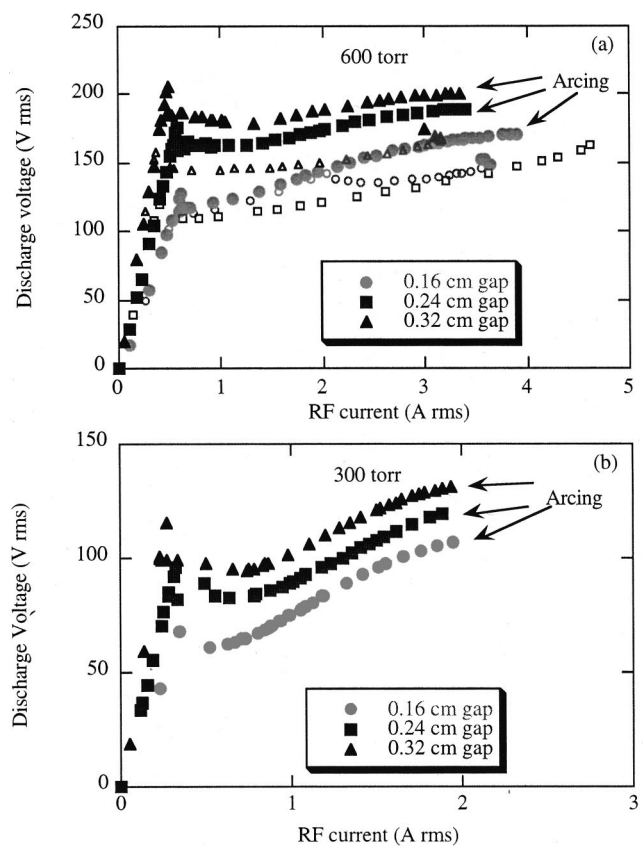 250
(a)
600 torr
200
Arcing
150
100
50
0
0.16 cm gap
0.24 cm gap
0.32 cm gap
0 1 2 3 4 5
Discharge voltage (V rms)
RF current (A rms)
150
(b)
300 torr
Arcing
100
50
0
0.16 cm gap
0.24 cm gap
0.32 cm gap
0 1 2 3
Discharge Voltage (V rms)
RF current (A rms)